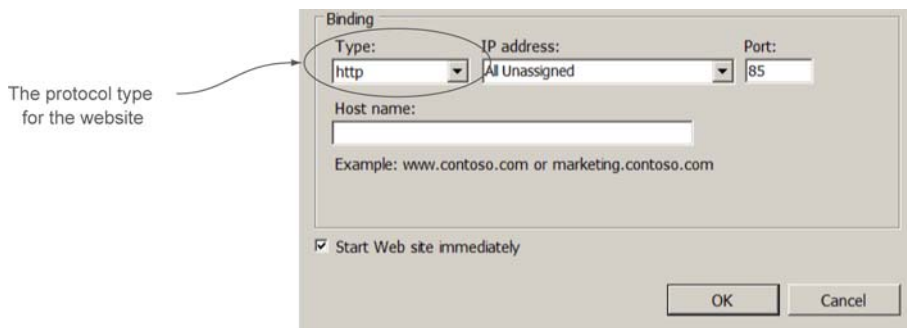 Binding
Type:
IP address:
Port:
http
All Unassigned
85
The protocol type
for the website
Host name:
Example: www.contoso.com or marketing.contoso.com
Start Web site immediately
OK
Cancel